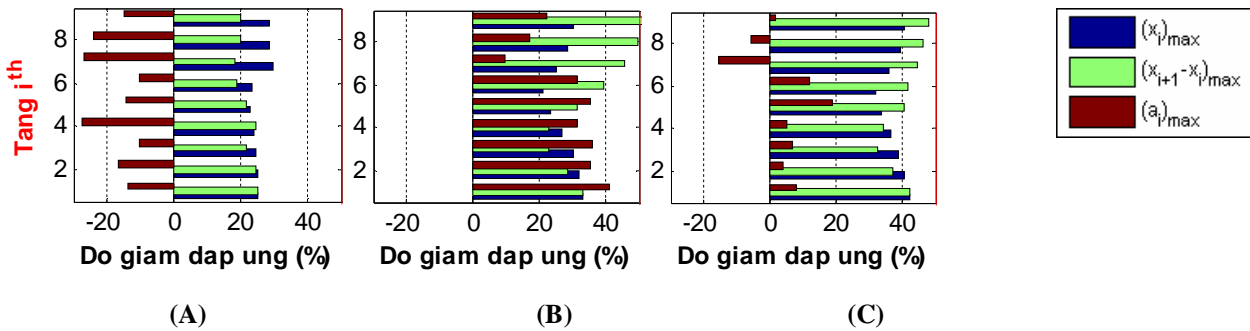 Tang i^th
8
6
4
2
-20 0 20 40
Do giam dap ung (%)
(A)
8
6
4
2
-20 0 20 40
Do giam dap ung (%)
(B)
8
6
4
2
-20 0 20 40
Do giam dap ung (%)
(C)
(x_i)_max
(x_i+1-x_i)_max
(a_i)_max